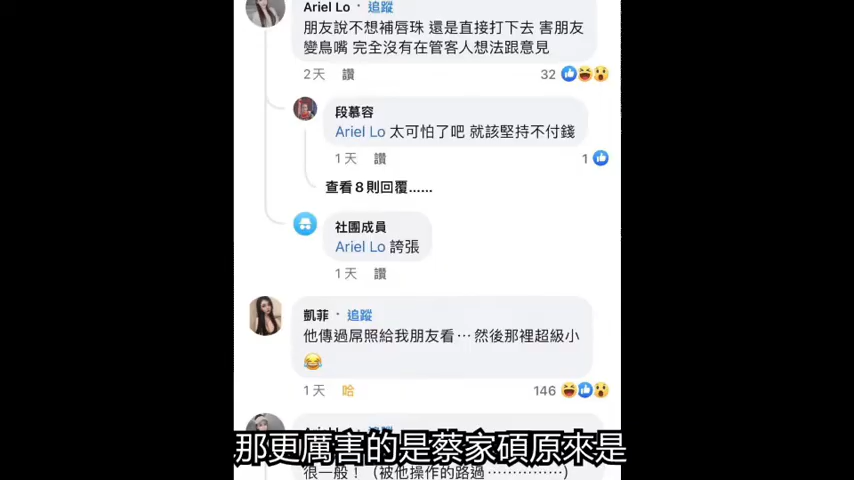 Ariel Lo · 追蹤
朋友說不想補唇珠 還是直接打下去 害朋友
變鳥嘴 完全沒有在管客人想法跟意見
2天 讚 32
段慕容
Ariel Lo 太可怕了吧 就該堅持不付錢
1天 讚 1
查看8則回覆......
社團成員
Ariel Lo 誇張
1天 讚
凱菲 · 追蹤
他傳過屌照給我朋友看⋯然後那裡超級小
😂
1天 哈 146
那更厲害的是蔡家碩原來是
很一般！（被他操作的路過⋯⋯⋯⋯⋯）